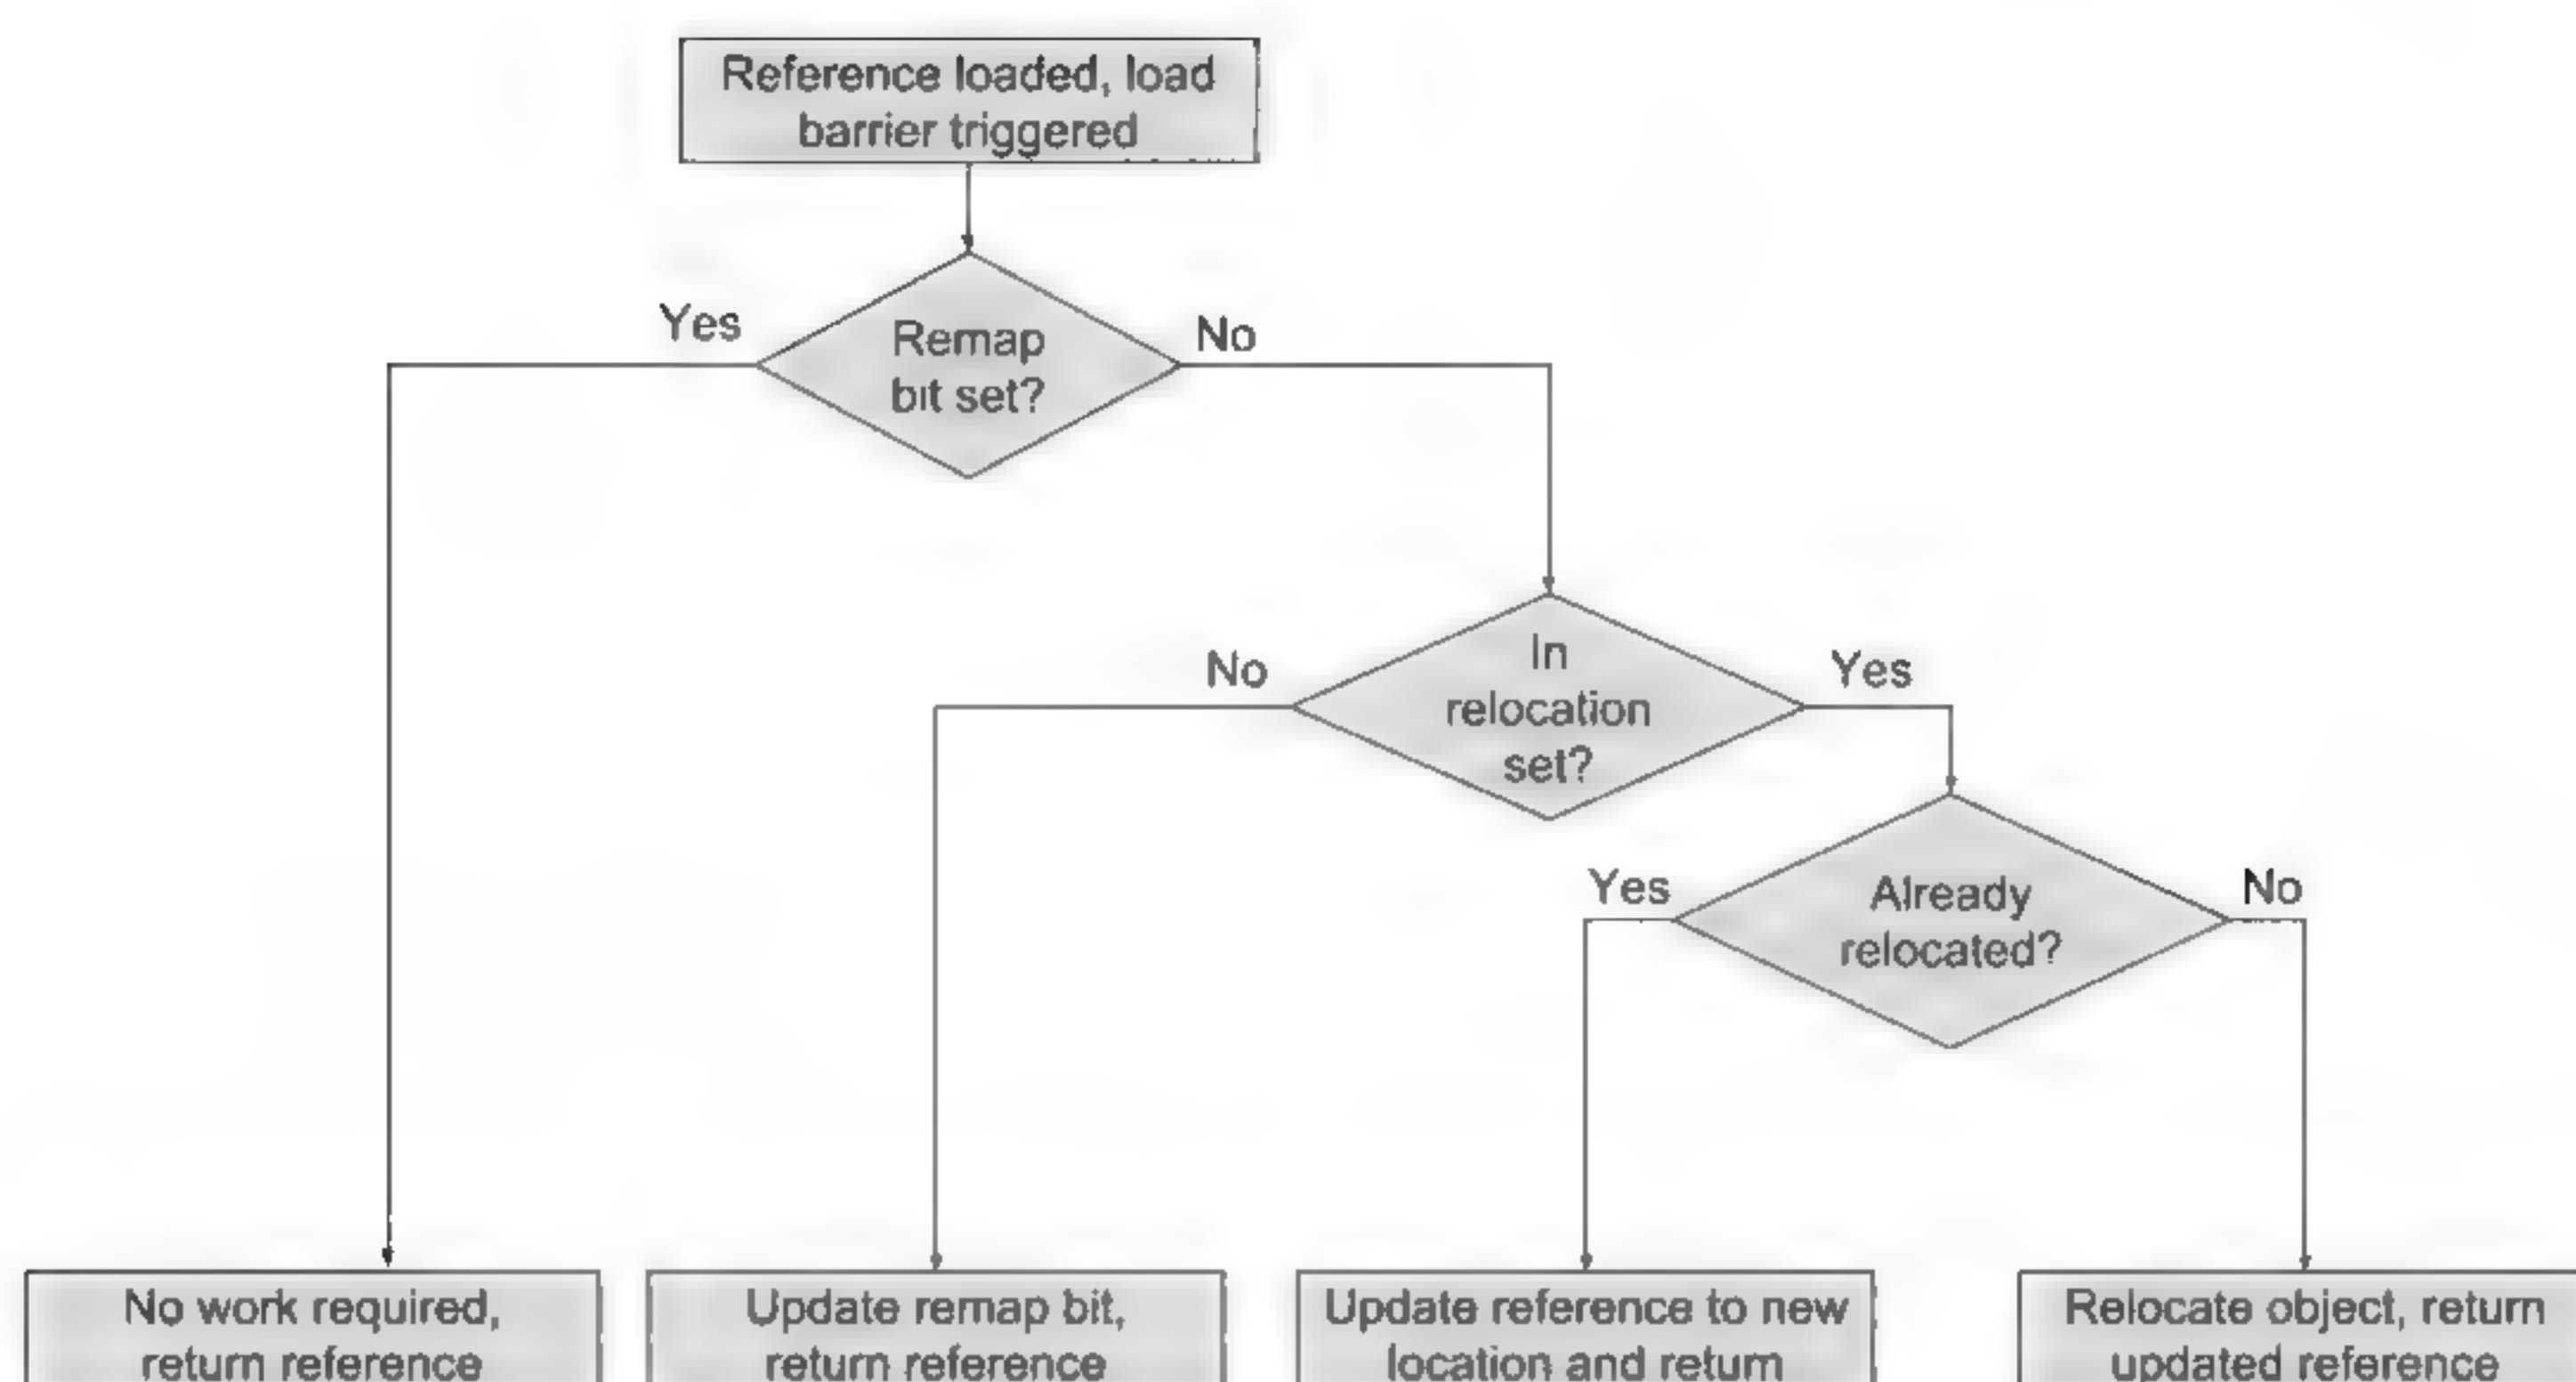 Reference loaded, load
barrier triggered
Yes
Remap
bit set?
No
No
In
relocation
set?
Yes
Yes
Already
relocated?
No
No work required,
return reference
Update remap bit,
return reference
Update reference to new
location and return
Relocate object, return
updated reference